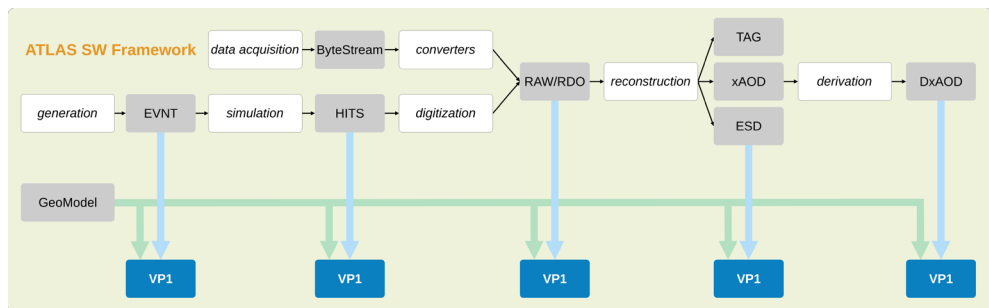 ATLAS SW Framework
data acquisition
ByteStream
converters
TAG
RAW/RDO
reconstruction
xAOD
derivation
DxAOD
generation
EVNT
simulation
HITS
digitization
ESD
GeoModel
VP1
VP1
VP1
VP1
VP1